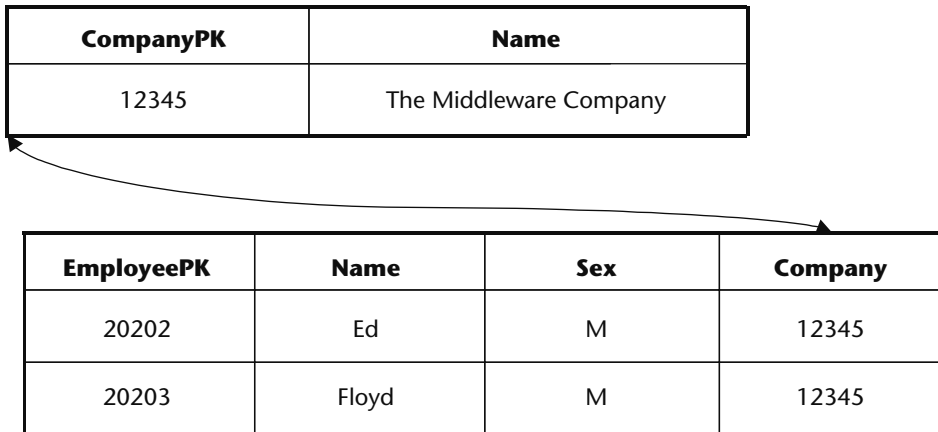 CompanyPK Name
12345 The Middleware Company
EmployeePK Name Sex Company
20202 Ed M 12345
20203 Floyd M 12345